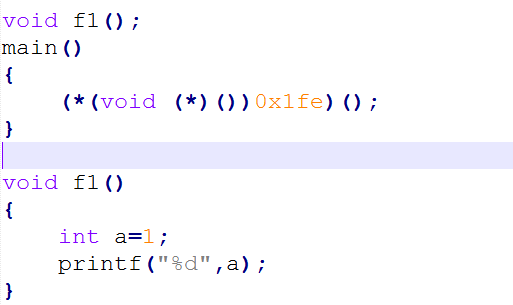 void f1();
main()
{
    (*(void (*)())0x1fe)();
}
void f1()
{
    int a=1;
    printf("%d",a);
}